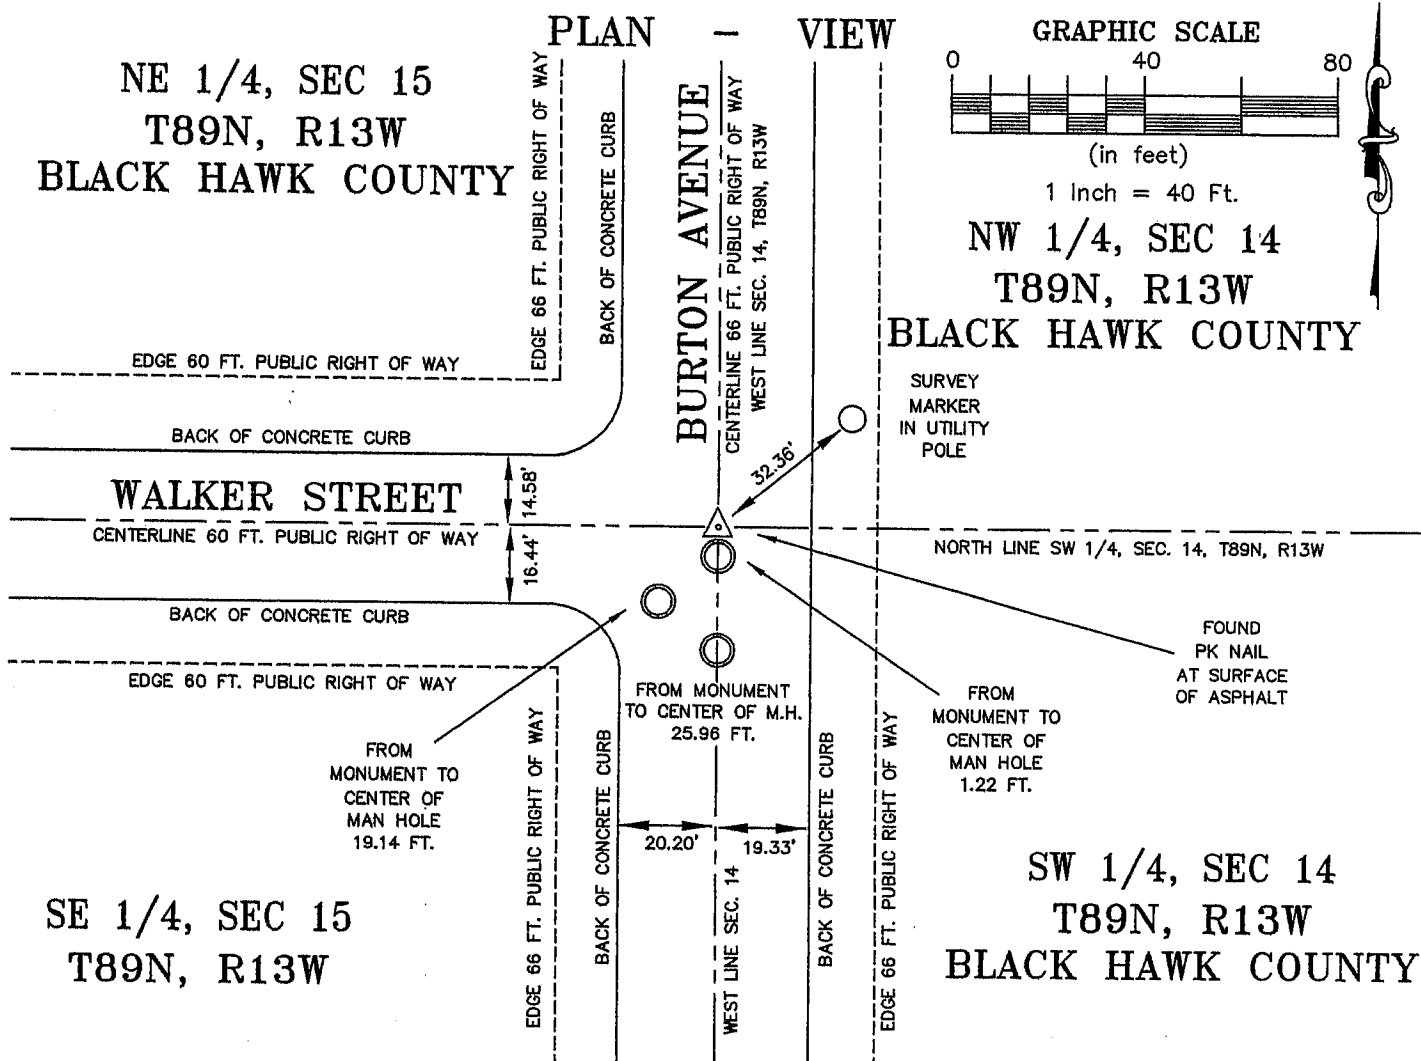 PLAN - VIEW
GRAPHIC SCALE
0 40 80
(in feet)
1 Inch = 40 Ft.
NE 1/4, SEC 15
T89N, R13W
BLACK HAWK COUNTY
NW 1/4, SEC 14
T89N, R13W
BLACK HAWK COUNTY
EDGE 66 FT. PUBLIC RIGHT OF WAY
BACK OF CONCRETE CURB
BURTON AVENUE
CENTERLINE 66 FT. PUBLIC RIGHT OF WAY
WEST LINE SEC. 14, T89N, R13W
EDGE 60 FT. PUBLIC RIGHT OF WAY
BACK OF CONCRETE CURB
SURVEY
MARKER
IN UTILITY
POLE
32.36'
WALKER STREET
14.58'
CENTERLINE 60 FT. PUBLIC RIGHT OF WAY
16.44'
NORTH LINE SW 1/4, SEC. 14, T89N, R13W
BACK OF CONCRETE CURB
EDGE 60 FT. PUBLIC RIGHT OF WAY
FOUND
PK NAIL
AT SURFACE
OF ASPHALT
FROM MONUMENT
TO CENTER OF M.H.
25.96 FT.
FROM
MONUMENT TO
CENTER OF
MAN HOLE
1.22 FT.
FROM
MONUMENT TO
CENTER OF
MAN HOLE
19.14 FT.
EDGE 66 FT. PUBLIC RIGHT OF WAY
BACK OF CONCRETE CURB
20.20'
19.33'
WEST LINE SEC. 14
BACK OF CONCRETE CURB
EDGE 66 FT. PUBLIC RIGHT OF WAY
SE 1/4, SEC 15
T89N, R13W
SW 1/4, SEC 14
T89N, R13W
BLACK HAWK COUNTY